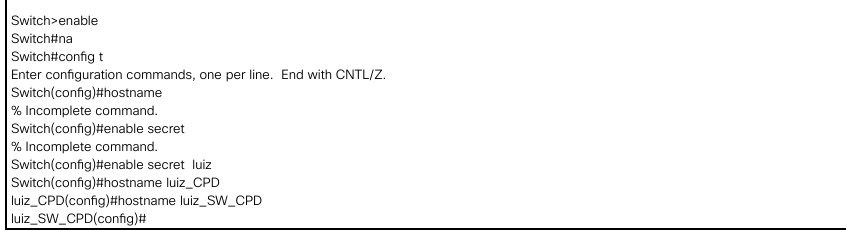 Switch>enable
Switch#na
Switch#config t
Enter configuration commands, one per line.  End with CNTL/Z.
Switch(config)#hostname
% Incomplete command.
Switch(config)#enable secret
% Incomplete command.
Switch(config)#enable secret  luiz
Switch(config)#hostname luiz_CPD
luiz_CPD(config)#hostname luiz_SW_CPD
luiz_SW_CPD(config)#